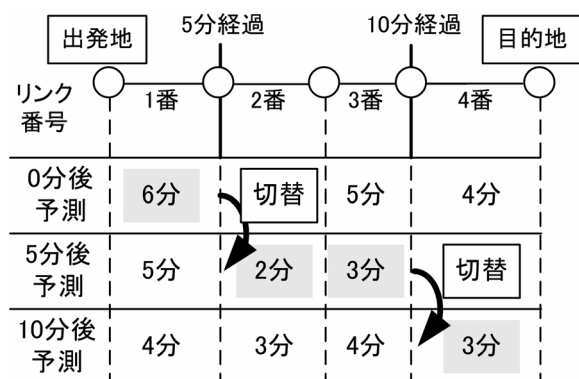 出発地
5分経過
10分経過
目的地
リンク
番号
1番
2番
3番
4番
0分後
予測
6分
切替
5分
4分
5分後
予測
5分
2分
3分
切替
10分後
予測
4分
3分
4分
3分